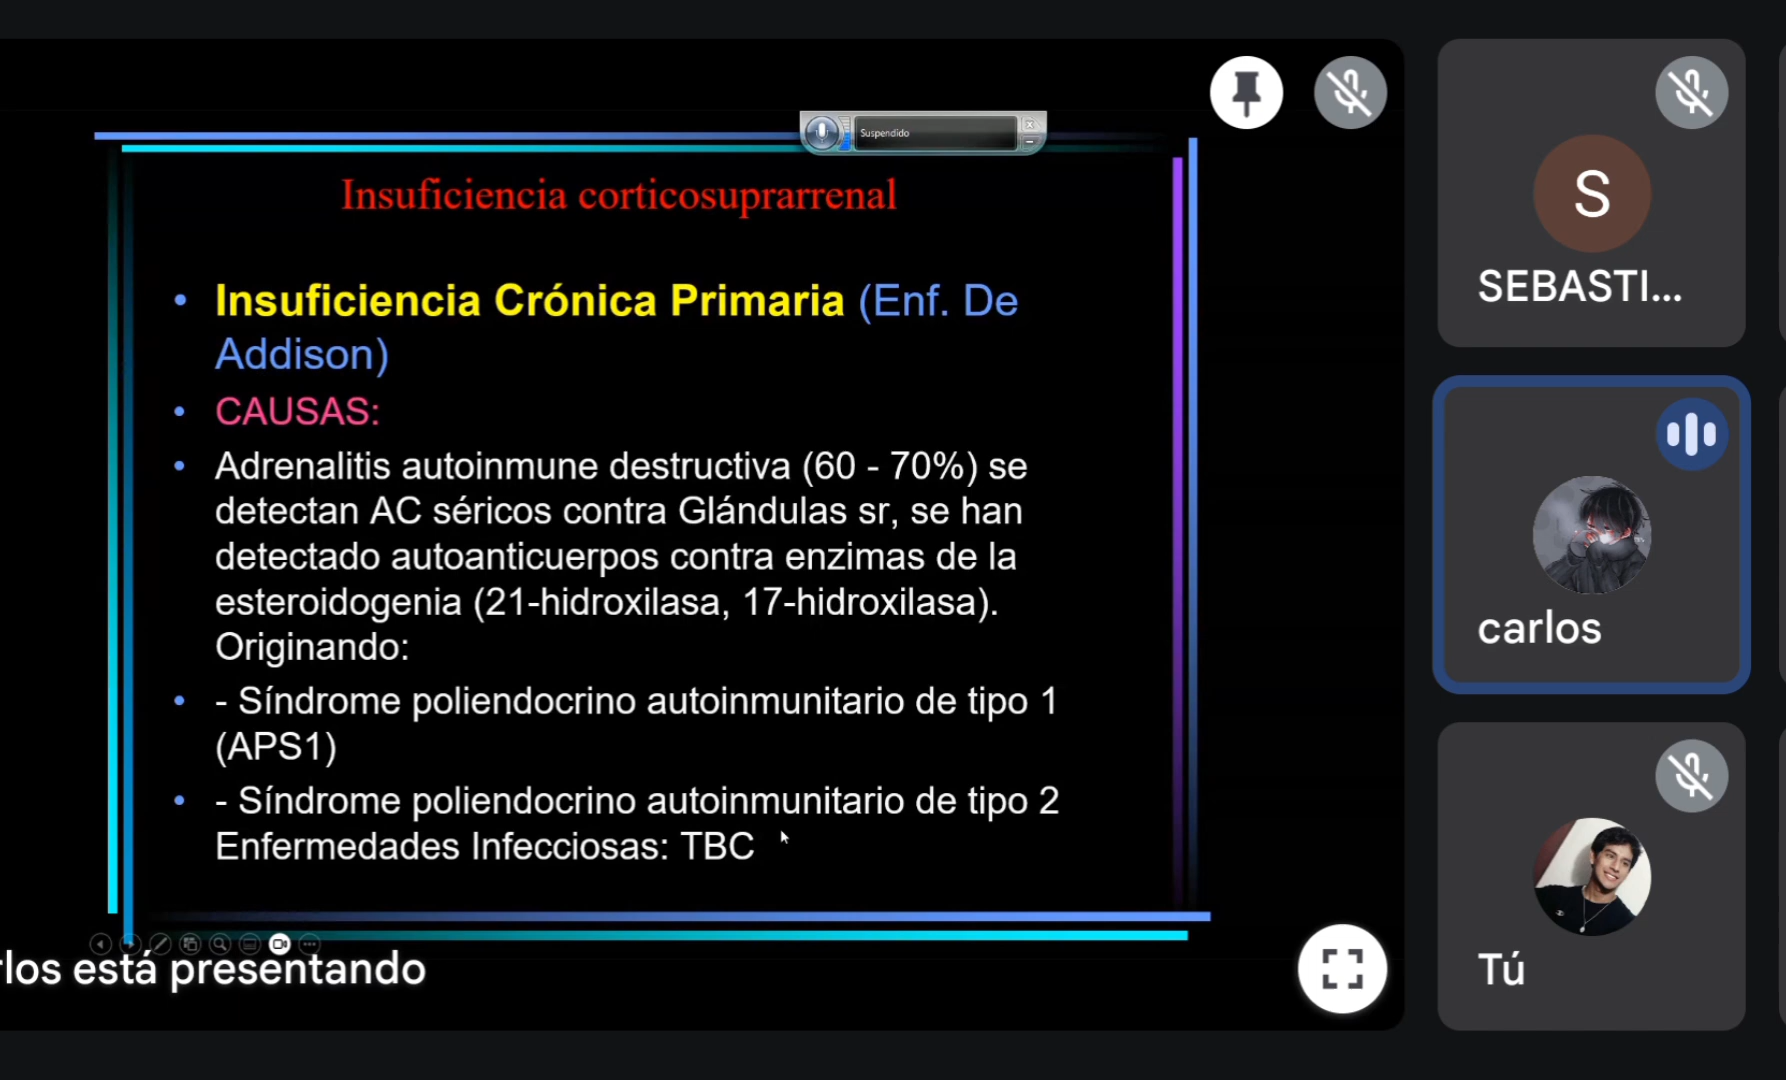 Suspendido
Insuficiencia corticosuprarrenal
• Insuficiencia Crónica Primaria (Enf. De
Addison)
• CAUSAS:
• Adrenalitis autoinmune destructiva (60 - 70%) se
detectan AC séricos contra Glándulas sr, se han
detectado autoanticuerpos contra enzimas de la
esteroidogenia (21-hidroxilasa, 17-hidroxilasa).
Originando:
• - Síndrome poliendocrino autoinmunitario de tipo 1
(APS1)
• - Síndrome poliendocrino autoinmunitario de tipo 2
Enfermedades Infecciosas: TBC
rlos está presentando
S
SEBASTI...
carlos
Tú